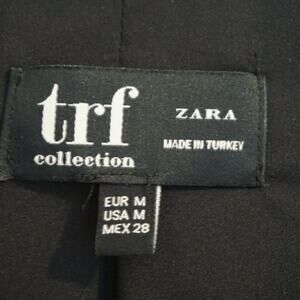 trf
collection
ZARA
MADE IN TURKEY
EUR M
USA M
MEX 28